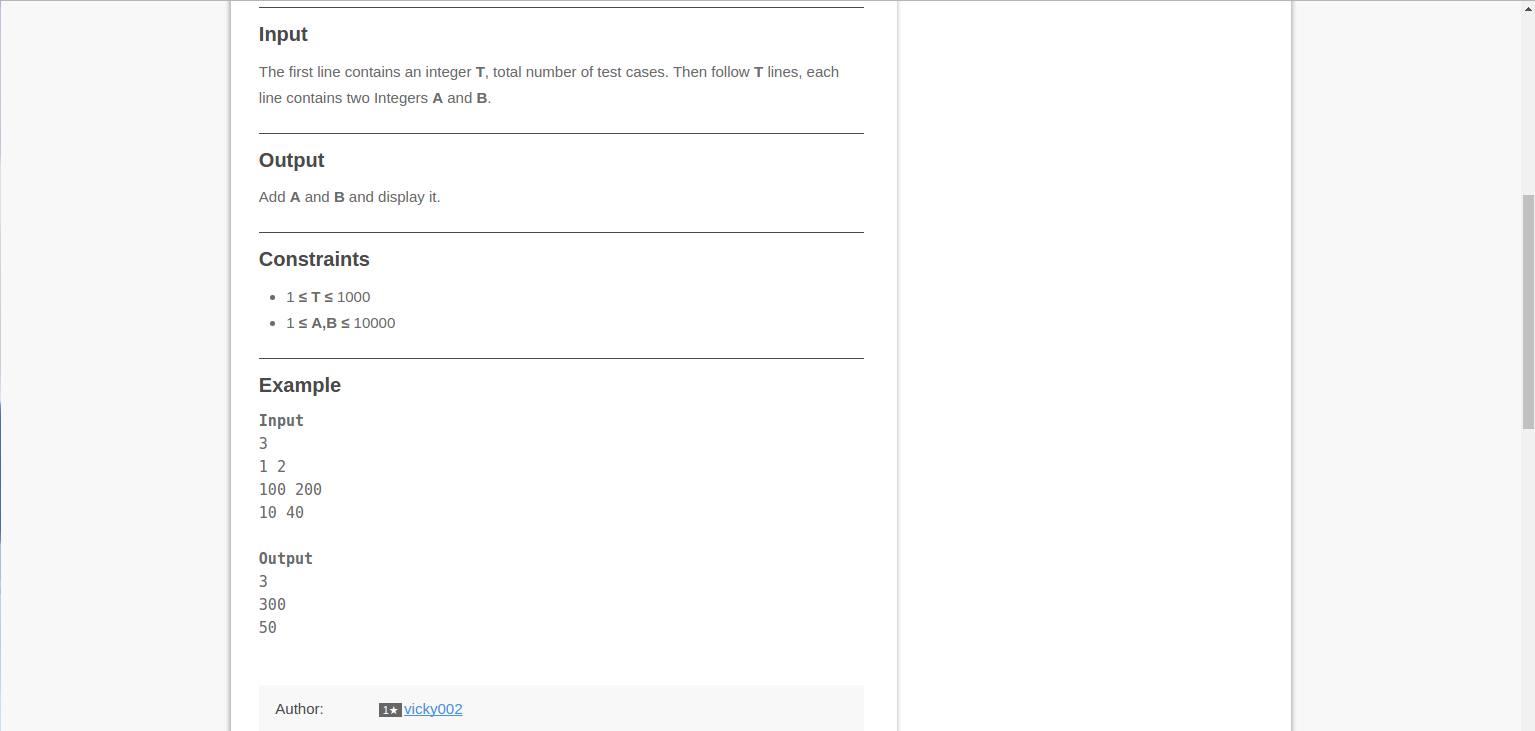 Input
The first line contains an integer T, total number of test cases. Then follow T lines, each
line contains two Integers A and B.
Output
Add A and B and display it.
Constraints
1 ≤ T ≤ 1000
1 ≤ A,B ≤ 10000
Example
Input
3
1 2
100 200
10 40
Output
3
300
50
Author: 1★ vicky002